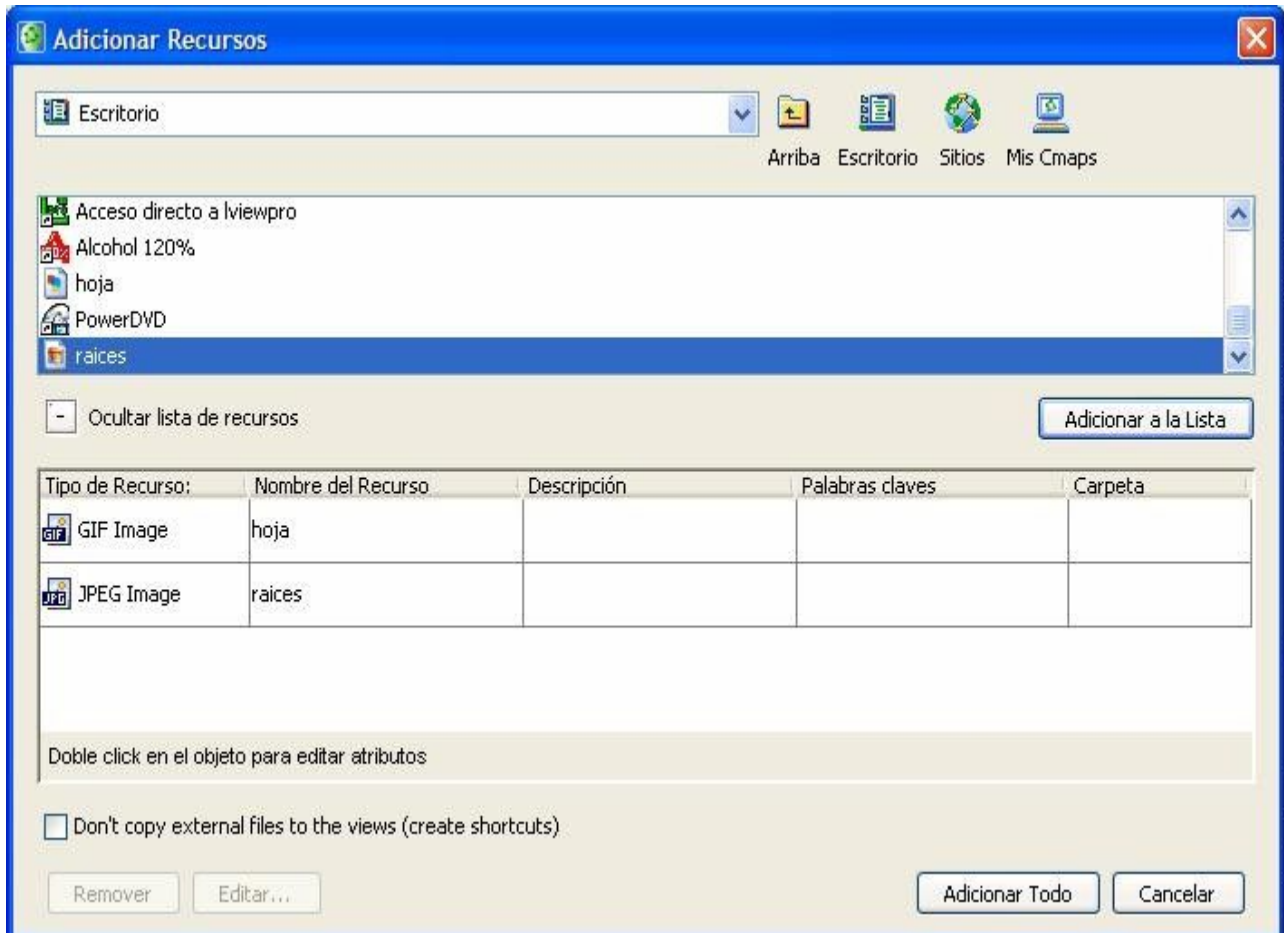 Adicionar Recursos
Escritorio
Arriba Escritorio Sitios Mis Cmaps
Acceso directo a lviewpro
Alcohol 120%
hoja
PowerDVD
raices
- Ocultar lista de recursos
Adicionar a la Lista
Tipo de Recurso: Nombre del Recurso Descripción Palabras claves Carpeta
GIF GIF Image hoja
JPG JPEG Image raices
Doble click en el objeto para editar atributos
Don't copy external files to the views (create shortcuts)
Remover Editar... Adicionar Todo Cancelar